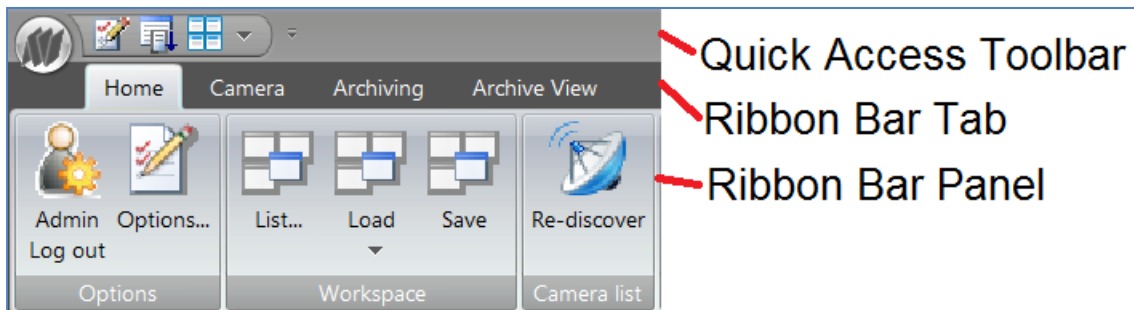 Quick Access Toolbar
Home Camera Archiving Archive View
Ribbon Bar Tab
Ribbon Bar Panel
Admin Options... List... Load Save Re-discover
Log out
Options Workspace Camera list